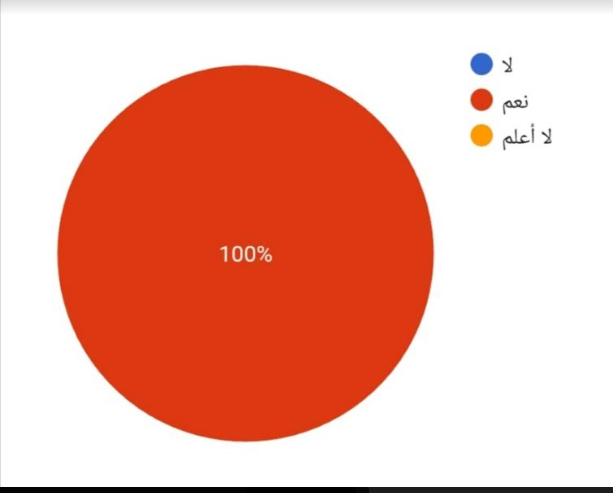 لا
نعم
لا أعلم
100%